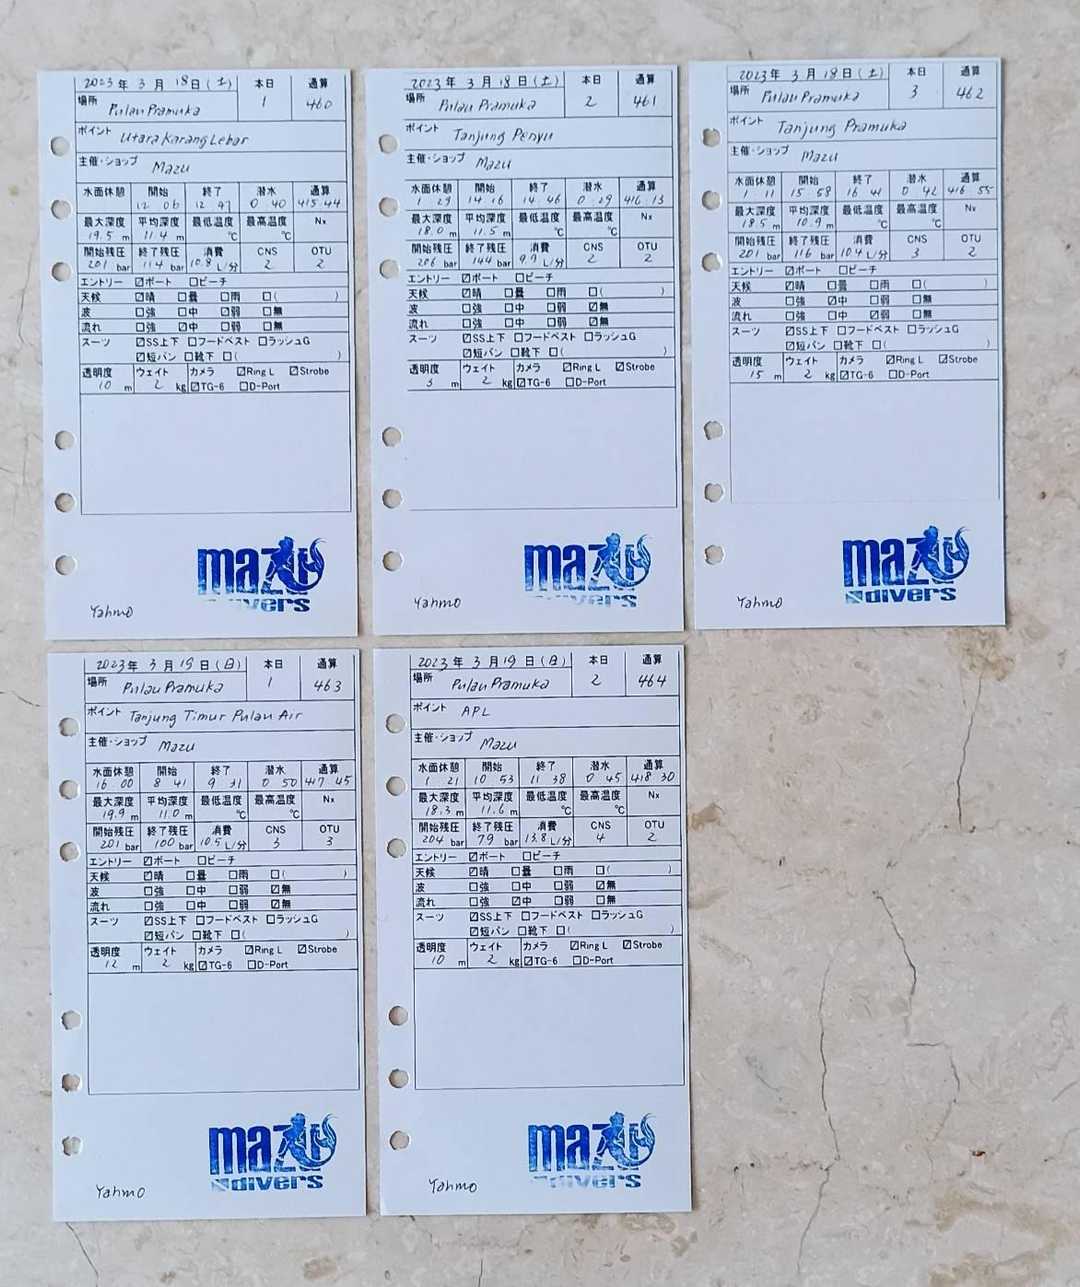 2023年 3月 18日(土) 本日 通算
場所 Pulau Pramuka 1 460
ポイント Utara Karang Lebar
主催・ショップ Mazu
水面休憩 開始 終了 潜水 通算
12 06 12 47 0 40 415 44
最大深度 平均深度 最低温度 最高温度 Nx
19.5 m 11.4 m ℃ ℃
開始残圧 終了残圧 消費 CNS OTU
201 bar 114 bar 10.8 L/分 2 2
エントリー ☑ボート □ビーチ
天候 ☑晴 □曇 □雨 □( )
波 □強 □中 ☑弱 □無
流れ □強 ☑中 □弱 □無
スーツ ☑SS上下 □フードベスト □ラッシュG
☑短パン □靴下 □( )
透明度 ウェイト カメラ ☑Ring L ☑Strobe
10 m 2 kg ☑TG-6 □D-Port
mazu
divers
Yahmo
2023年 3月 18日(土) 本日 通算
場所 Pulau Pramuka 2 461
ポイント Tanjung Penyu
主催・ショップ Mazu
水面休憩 開始 終了 潜水 通算
1 29 14 16 14 46 0 29 416 13
最大深度 平均深度 最低温度 最高温度 Nx
18.0 m 11.5 m ℃ ℃
開始残圧 終了残圧 消費 CNS OTU
206 bar 144 bar 9.9 L/分 2 2
エントリー ☑ボート □ビーチ
天候 ☑晴 □曇 □雨 □( )
波 □強 □中 ☑弱 □無
流れ □強 □中 ☑弱 □無
スーツ ☑SS上下 □フードベスト □ラッシュG
☑短パン □靴下 □( )
透明度 ウェイト カメラ ☑Ring L ☑Strobe
3 m 2 kg ☑TG-6 □D-Port
mazu
divers
Yahmo
2023年 3月 18日(土) 本日 通算
場所 Pulau Pramuka 3 462
ポイント Tanjung Pramuka
主催・ショップ Mazu
水面休憩 開始 終了 潜水 通算
1 11 15 58 16 41 0 42 416 55
最大深度 平均深度 最低温度 最高温度 Nx
18.5 m 10.9 m ℃ ℃
開始残圧 終了残圧 消費 CNS OTU
201 bar 116 bar 10.4 L/分 3 2
エントリー ☑ボート □ビーチ
天候 ☑晴 □曇 □雨 □( )
波 □強 ☑中 □弱 □無
流れ □強 □中 ☑弱 □無
スーツ ☑SS上下 □フードベスト □ラッシュG
☑短パン □靴下 □( )
透明度 ウェイト カメラ ☑Ring L ☑Strobe
15 m 2 kg ☑TG-6 □D-Port
mazu
divers
Yahmo
2023年 3月 19日(日) 本日 通算
場所 Pulau Pramuka 1 463
ポイント Tanjung Timur Pulau Air
主催・ショップ Mazu
水面休憩 開始 終了 潜水 通算
16 00 8 41 9 31 0 50 417 45
最大深度 平均深度 最低温度 最高温度 Nx
19.9 m 11.0 m ℃ ℃
開始残圧 終了残圧 消費 CNS OTU
201 bar 100 bar 10.5 L/分 3 3
エントリー ☑ボート □ビーチ
天候 ☑晴 □曇 □雨 □( )
波 □強 □中 □弱 ☑無
流れ □強 □中 □弱 ☑無
スーツ ☑SS上下 □フードベスト □ラッシュG
☑短パン □靴下 □( )
透明度 ウェイト カメラ ☑Ring L ☑Strobe
12 m 2 kg ☑TG-6 □D-Port
mazu
divers
Yahmo
2023年 3月 19日(日) 本日 通算
場所 Pulau Pramuka 2 464
ポイント APL
主催・ショップ Mazu
水面休憩 開始 終了 潜水 通算
1 21 10 53 11 38 0 45 418 30
最大深度 平均深度 最低温度 最高温度 Nx
18.3 m 11.6 m ℃ ℃
開始残圧 終了残圧 消費 CNS OTU
204 bar 79 bar 13.8 L/分 4 2
エントリー ☑ボート □ビーチ
天候 ☑晴 □曇 □雨 □( )
波 □強 □中 □弱 ☑無
流れ □強 ☑中 □弱 □無
スーツ ☑SS上下 □フードベスト □ラッシュG
☑短パン □靴下 □( )
透明度 ウェイト カメラ ☑Ring L ☑Strobe
10 m 2 kg ☑TG-6 □D-Port
mazu
divers
Yahmo